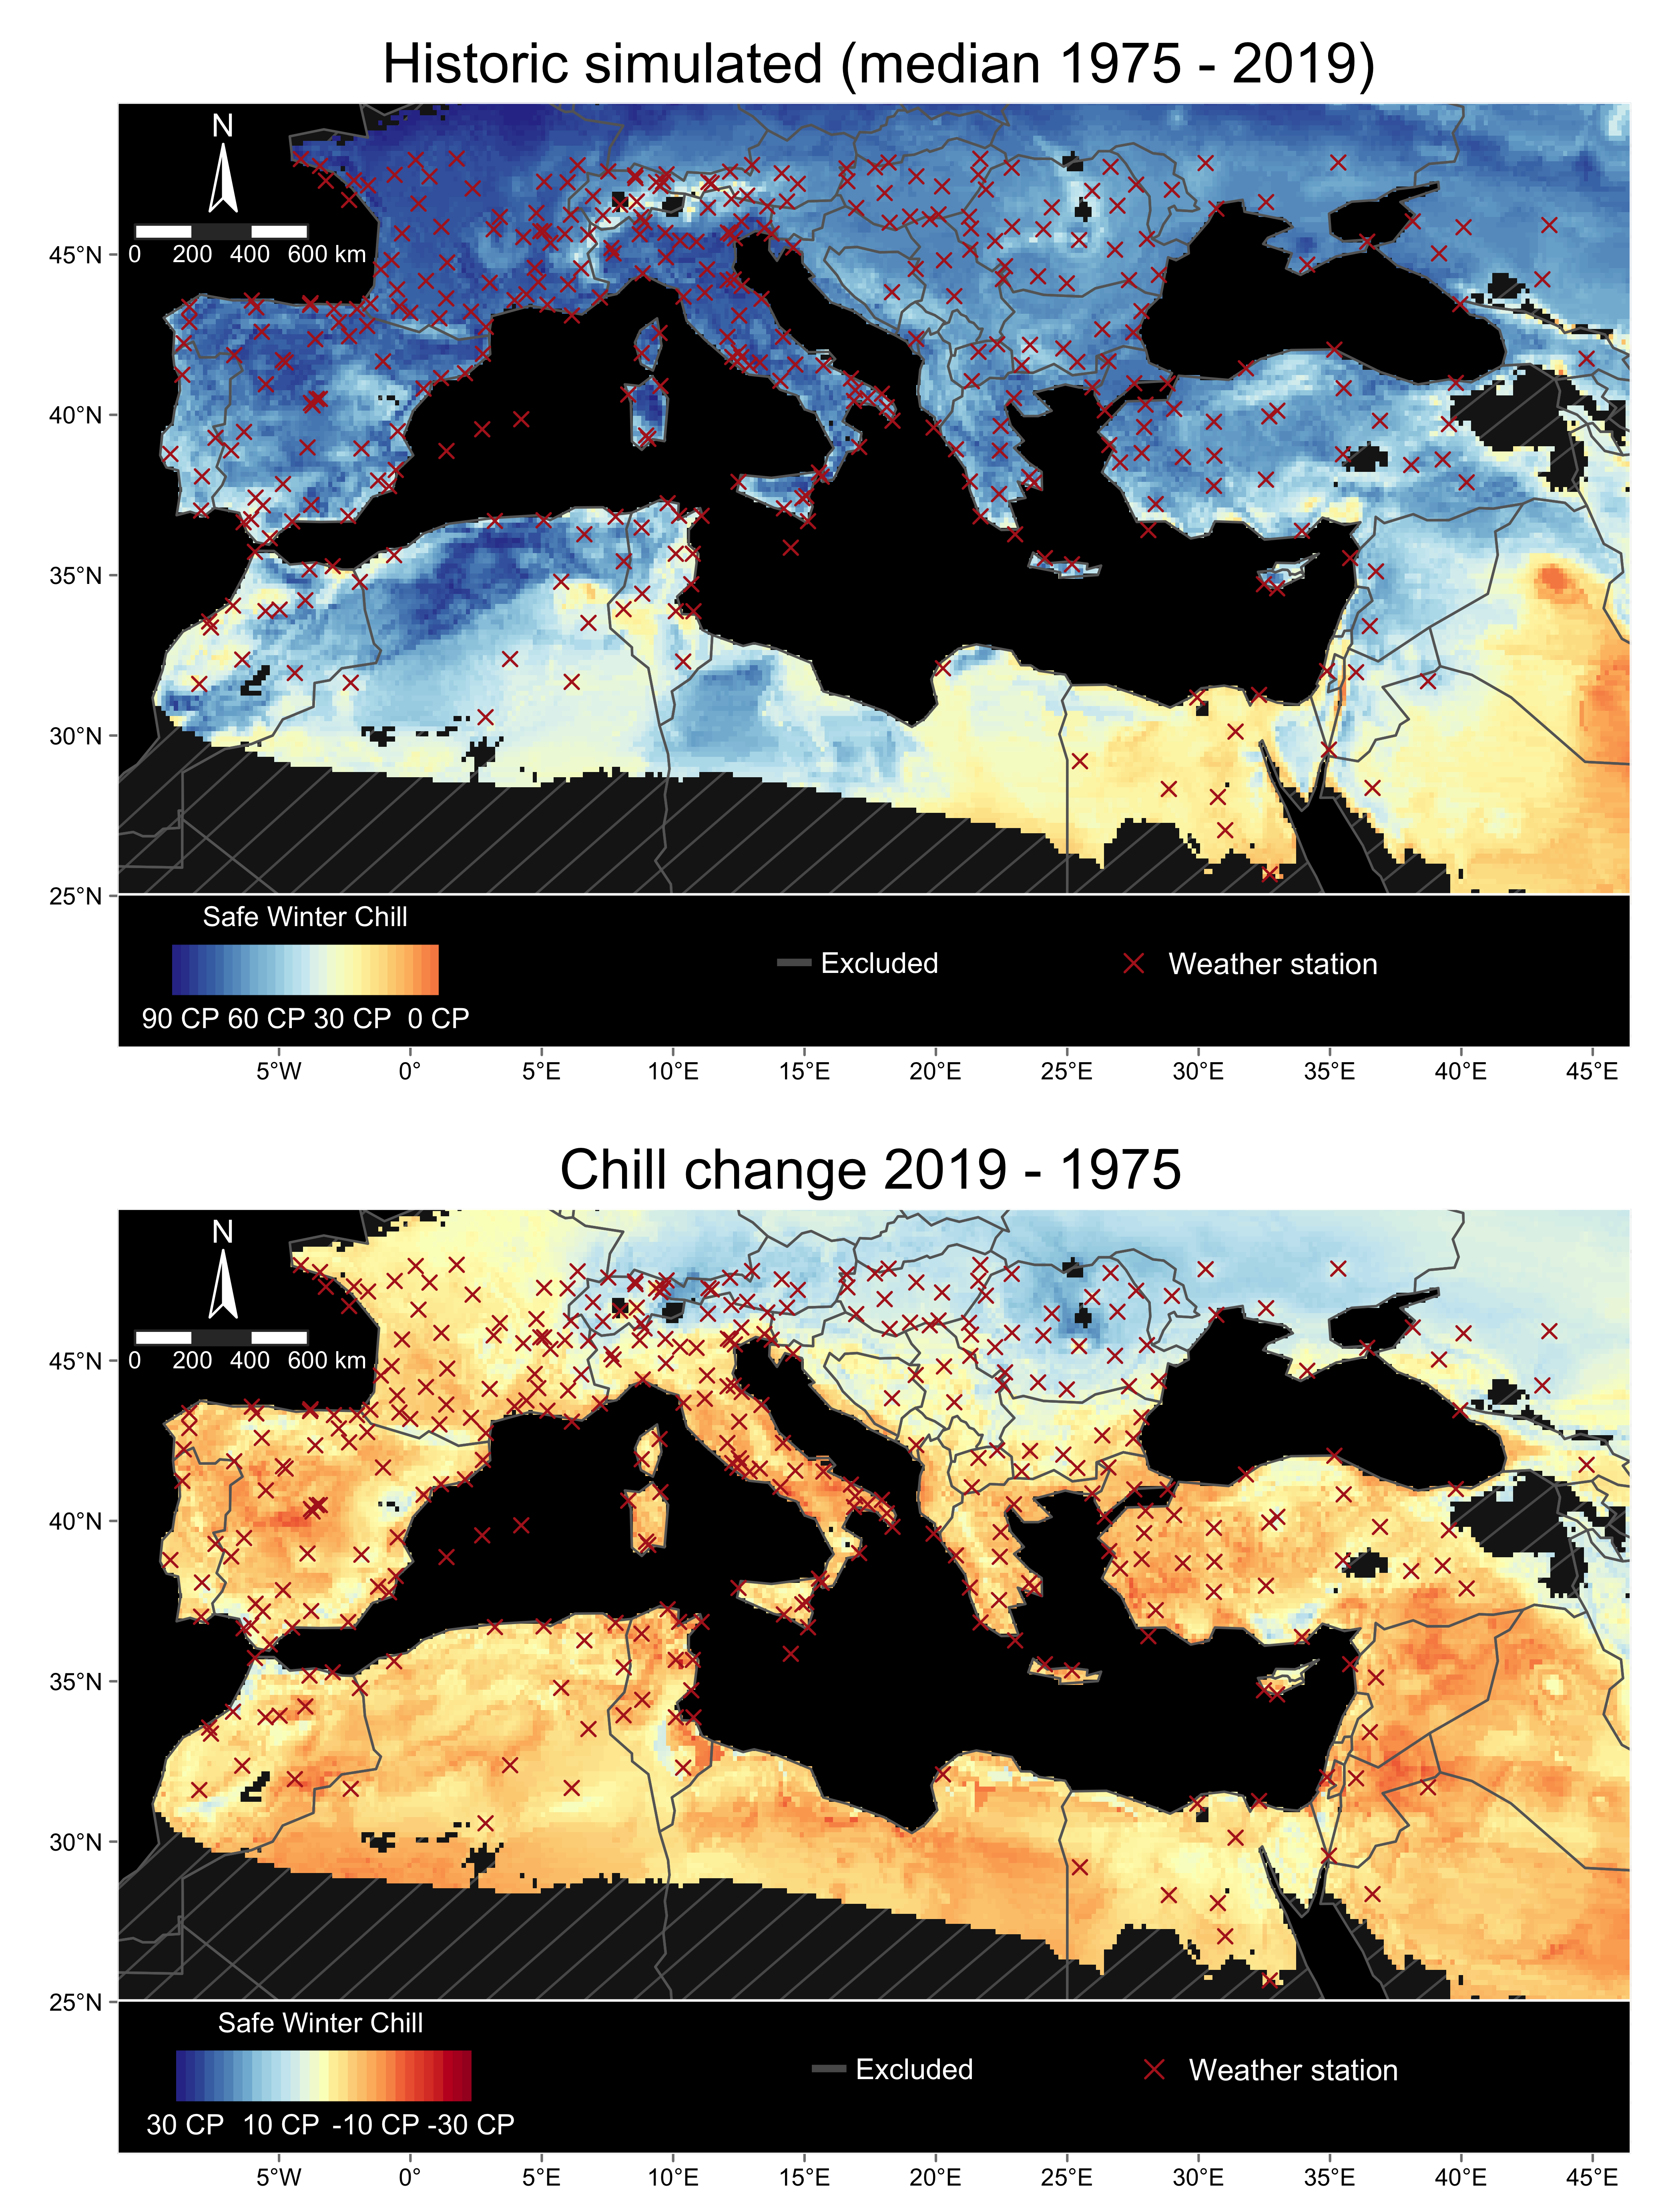 Historic simulated (median 1975 - 2019)
N
0 200 400 600 km
45°N
40°N
35°N
30°N
25°N
Safe Winter Chill
90 CP 60 CP 30 CP 0 CP
Excluded
Weather station
5°W 0° 5°E 10°E 15°E 20°E 25°E 30°E 35°E 40°E 45°E
Chill change 2019 - 1975
N
0 200 400 600 km
45°N
40°N
35°N
30°N
25°N
Safe Winter Chill
30 CP 10 CP -10 CP -30 CP
Excluded
Weather station
5°W 0° 5°E 10°E 15°E 20°E 25°E 30°E 35°E 40°E 45°E